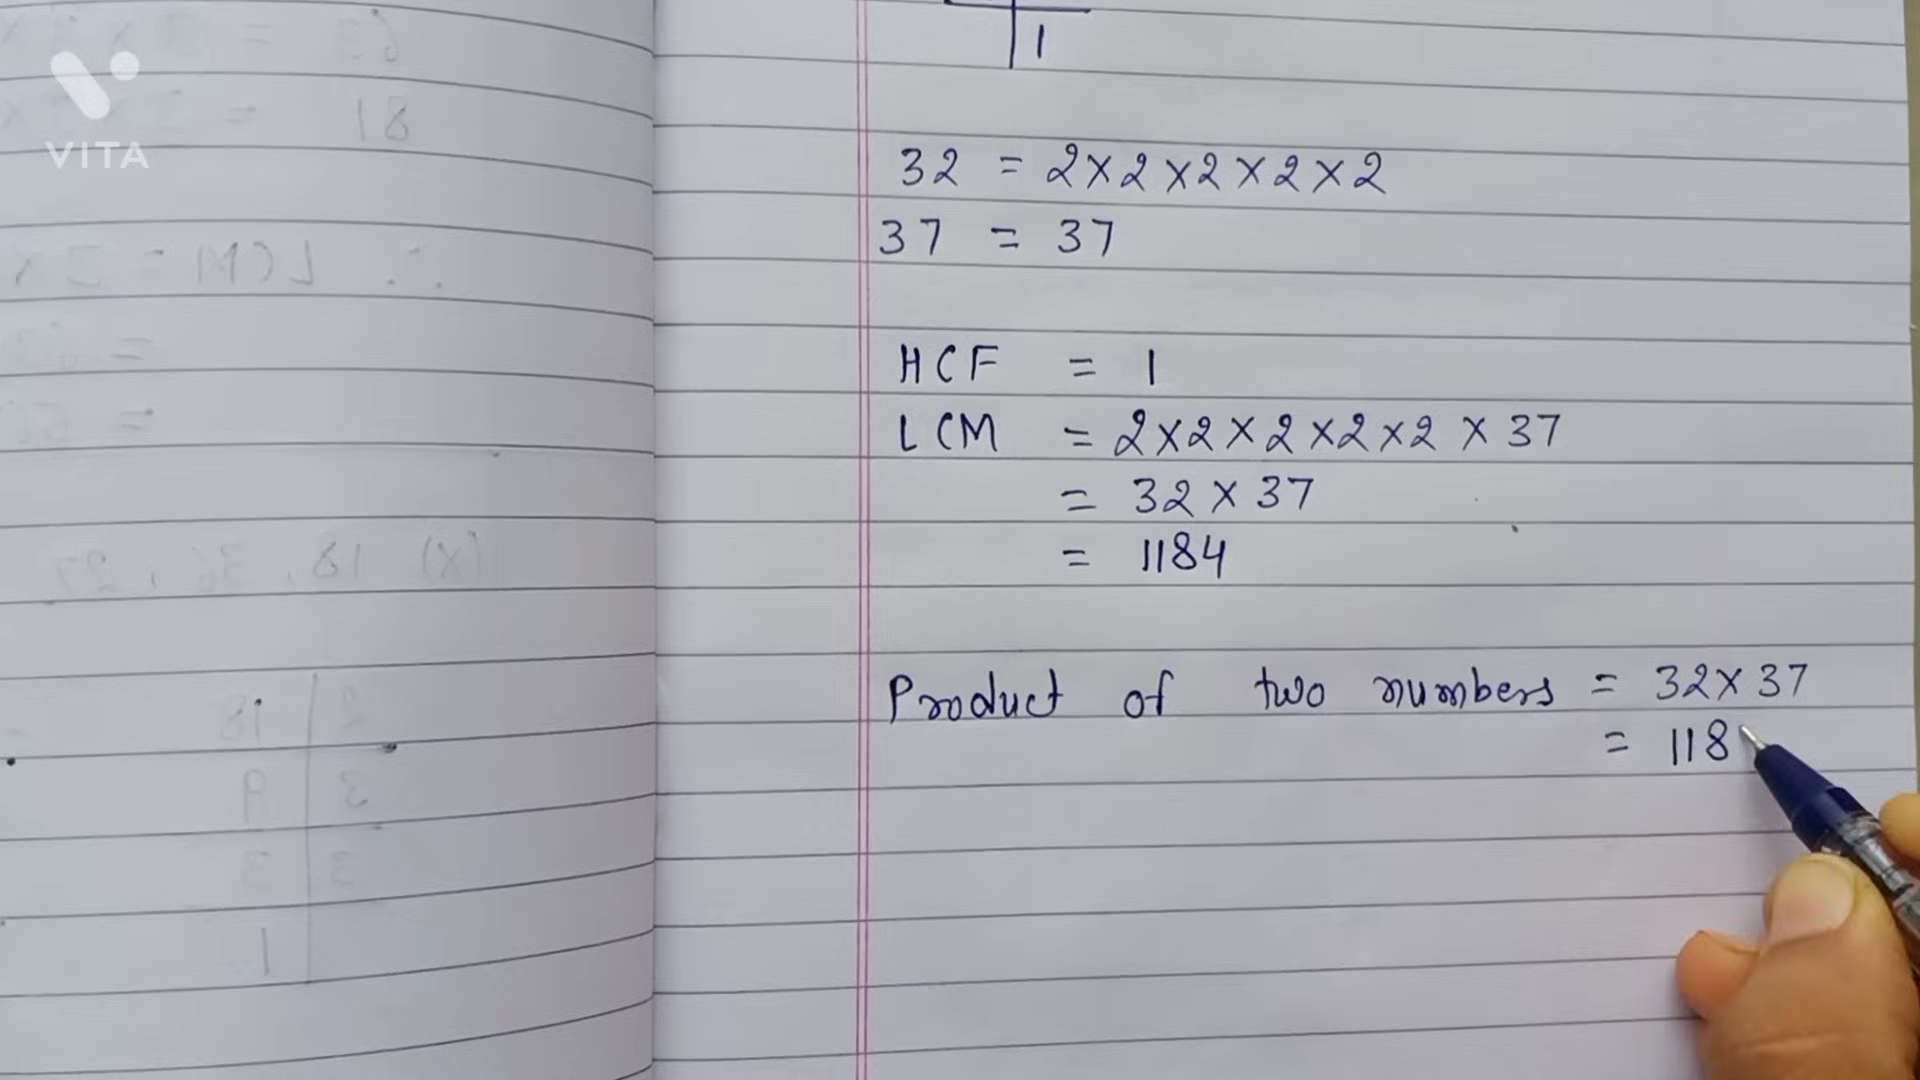 VITA
1
32 = 2×2×2×2×2
37 = 37
HCF = 1
LCM = 2×2×2×2×2×37
= 32×37
= 1184
Product of two numbers = 32×37
= 118